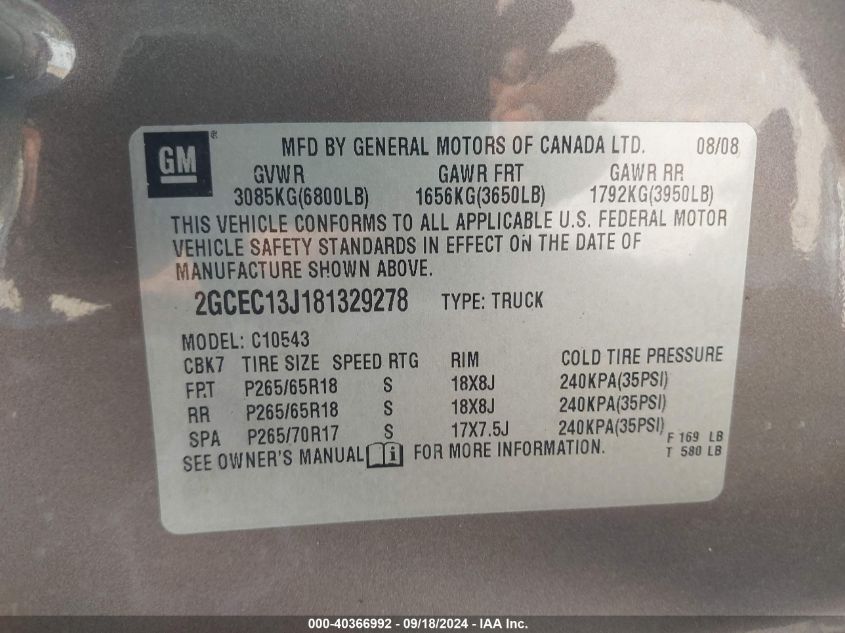 GM ® MFD BY GENERAL MOTORS OF CANADA LTD. 08/08
GVWR GAWR FRT GAWR RR
3085KG(6800LB) 1656KG(3650LB) 1792KG(3950LB)
THIS VEHICLE CONFORMS TO ALL APPLICABLE U.S. FEDERAL MOTOR
VEHICLE SAFETY STANDARDS IN EFFECT ON THE DATE OF
MANUFACTURE SHOWN ABOVE.
2GCEC13J181329278 TYPE: TRUCK
MODEL: C10543
CBK7 TIRE SIZE SPEED RTG RIM COLD TIRE PRESSURE
FRT P265/65R18 S 18X8J 240KPA(35PSI)
RR P265/65R18 S 18X8J 240KPA(35PSI)
SPA P265/70R17 S 17X7.5J 240KPA(35PSI)
F 169 LB
SEE OWNER'S MANUAL i FOR MORE INFORMATION. T 580 LB
000-40366992 - 09/18/2024 - IAA Inc.